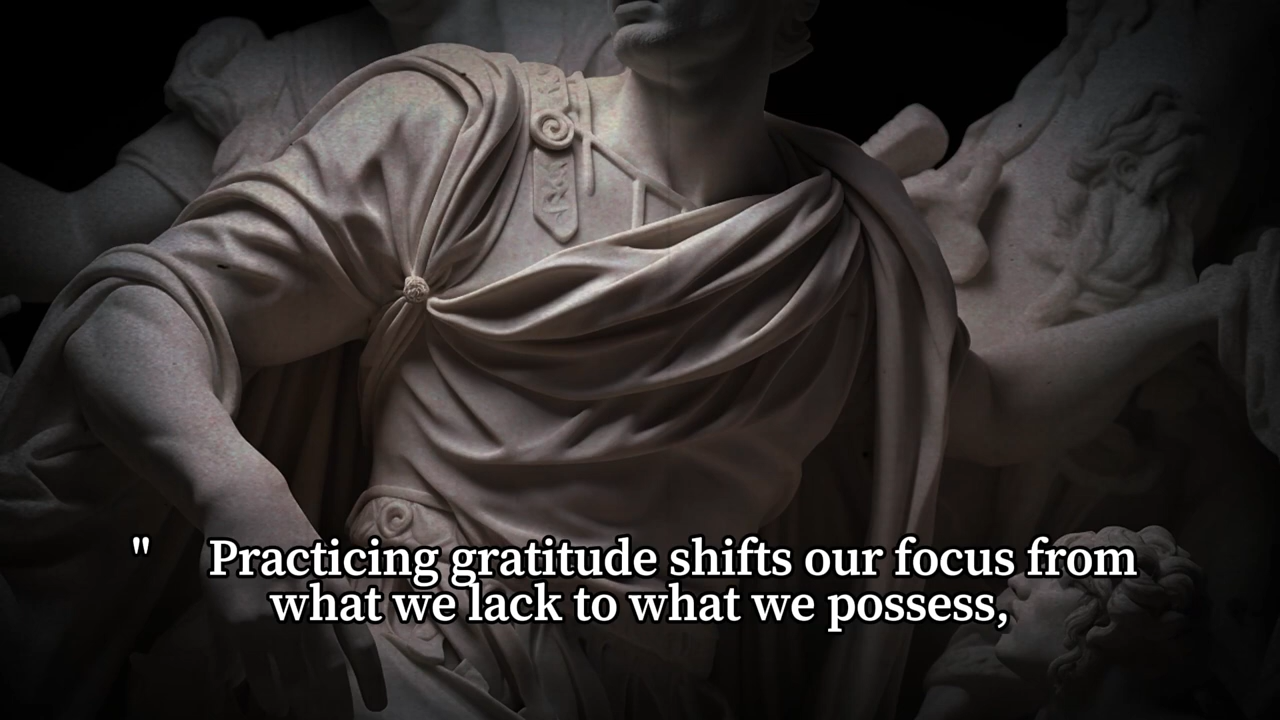 " Practicing gratitude shifts our focus from
what we lack to what we possess,